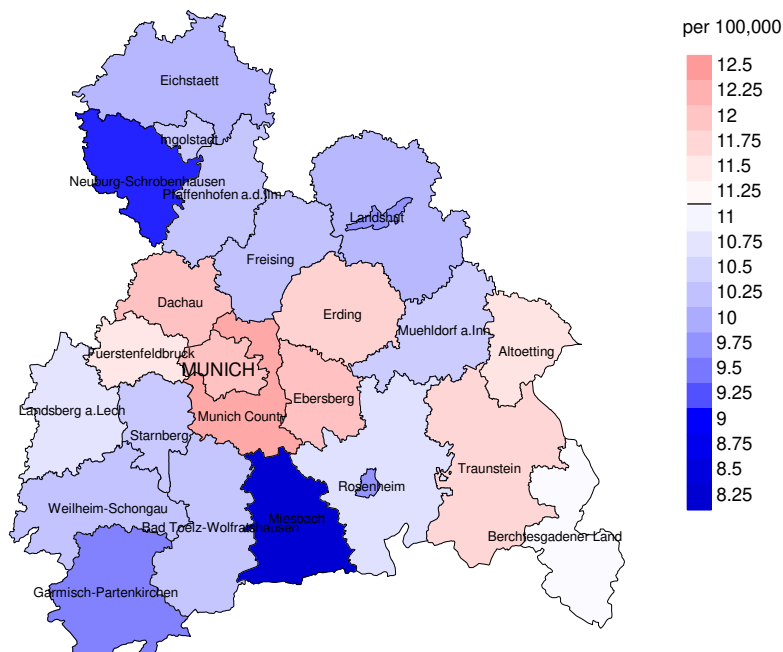 per 100,000
12.5
12.25
12
11.75
11.5
11.25
11
10.75
10.5
10.25
10
9.75
9.5
9.25
9
8.75
8.5
8.25
Eichstaett
Ingolstadt
Neuburg-Schrobenhausen
Pfaffenhofen a.d.Ilm
Landshut
Freising
Dachau
Erding
Muehldorf a.Inn
Altoetting
Fuerstenfeldbruck
MUNICH
Ebersberg
Landsberg a.Lech
Munich County
Starnberg
Traunstein
Rosenheim
Weilheim-Schongau
Miesbach
Bad Toelz-Wolfratshausen
Berchtesgadener Land
Garmisch-Partenkirchen